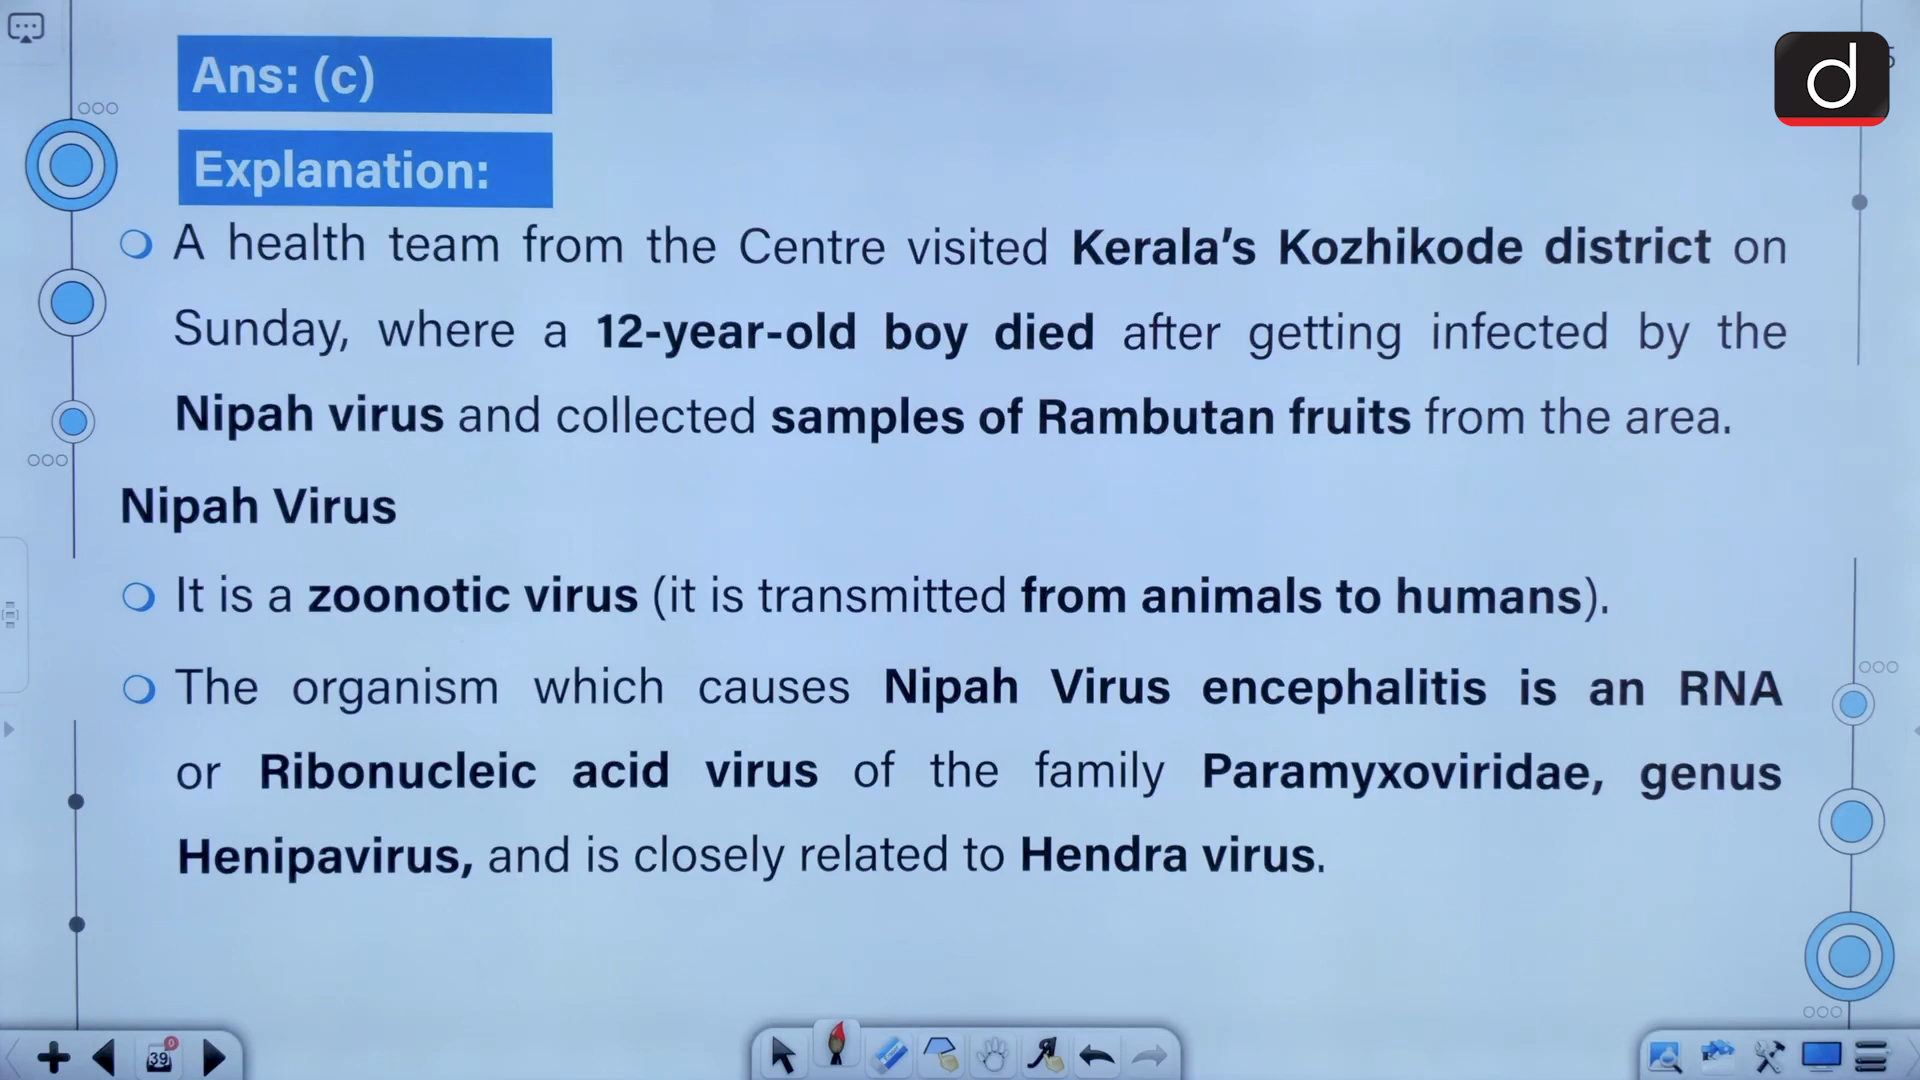 Ans: (c)
Explanation:
A health team from the Centre visited Kerala's Kozhikode district on
Sunday, where a 12-year-old boy died after getting infected by the
Nipah virus and collected samples of Rambutan fruits from the area.
Nipah Virus
It is a zoonotic virus (it is transmitted from animals to humans).
The organism which causes Nipah Virus encephalitis is an RNA
or Ribonucleic acid virus of the family Paramyxoviridae, genus
Henipavirus, and is closely related to Hendra virus.
d
5
39
0